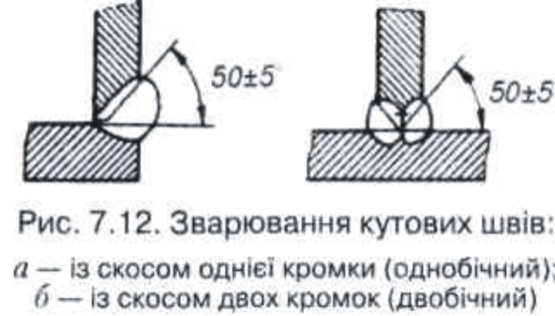 50±5 50±5
Рис. 7.12. Зварювання кутових швів:
а — із скосом однієї кромки (однобічний);
б — із скосом двох кромок (двобічний)